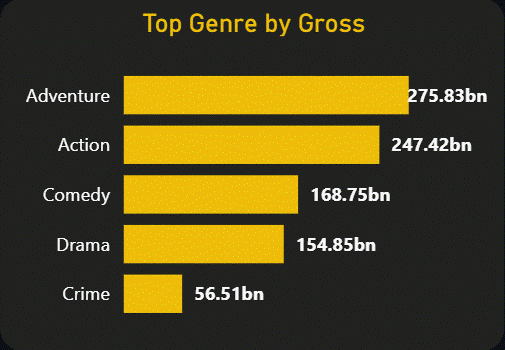 Top Genre by Gross
Adventure 275.83bn
Action 247.42bn
Comedy 168.75bn
Drama 154.85bn
Crime 56.51bn